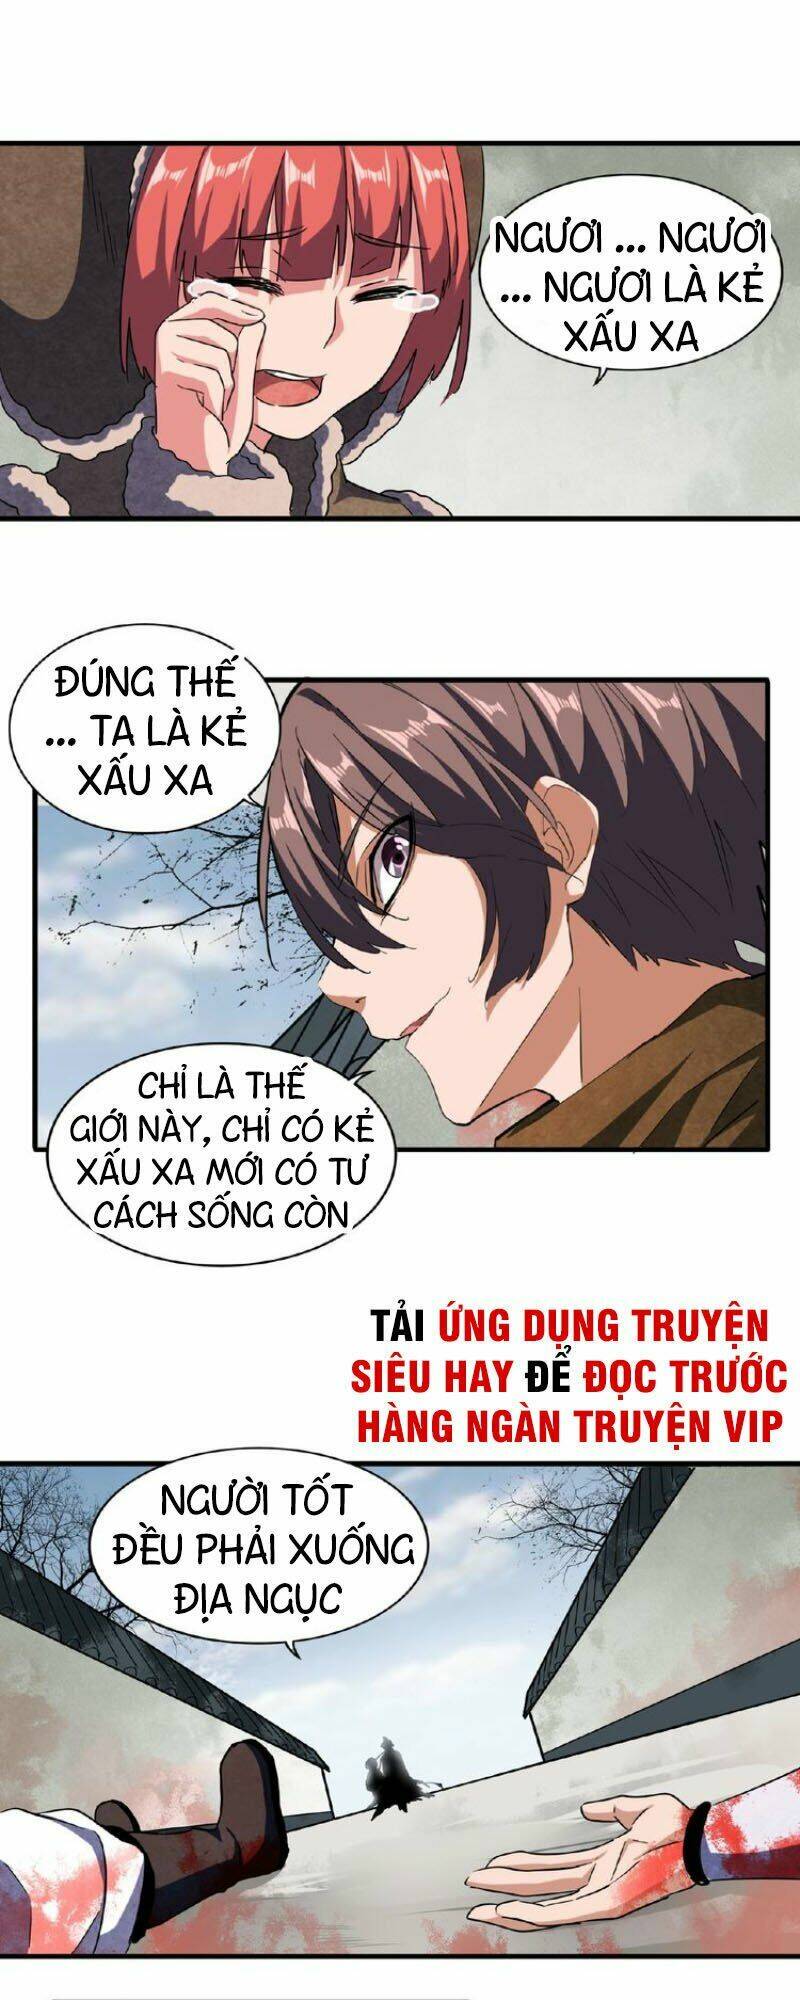 NGƯƠI ... NGƯƠI
... NGƯƠI LÀ KẺ
XẤU XA
ĐÚNG THẾ
... TA LÀ KẺ
XẤU XA
CHỈ LÀ THẾ
GIỚI NÀY, CHỈ CÓ KẺ
XẤU XA MỚI CÓ TƯ
CÁCH SỐNG CÒN
TẢI ỨNG DỤNG TRUYỆN
SIÊU HAY ĐỂ ĐỌC TRƯỚC
HÀNG NGÀN TRUYỆN VIP
NGƯỜI TỐT
ĐỀU PHẢI XUỐNG
ĐỊA NGỤC